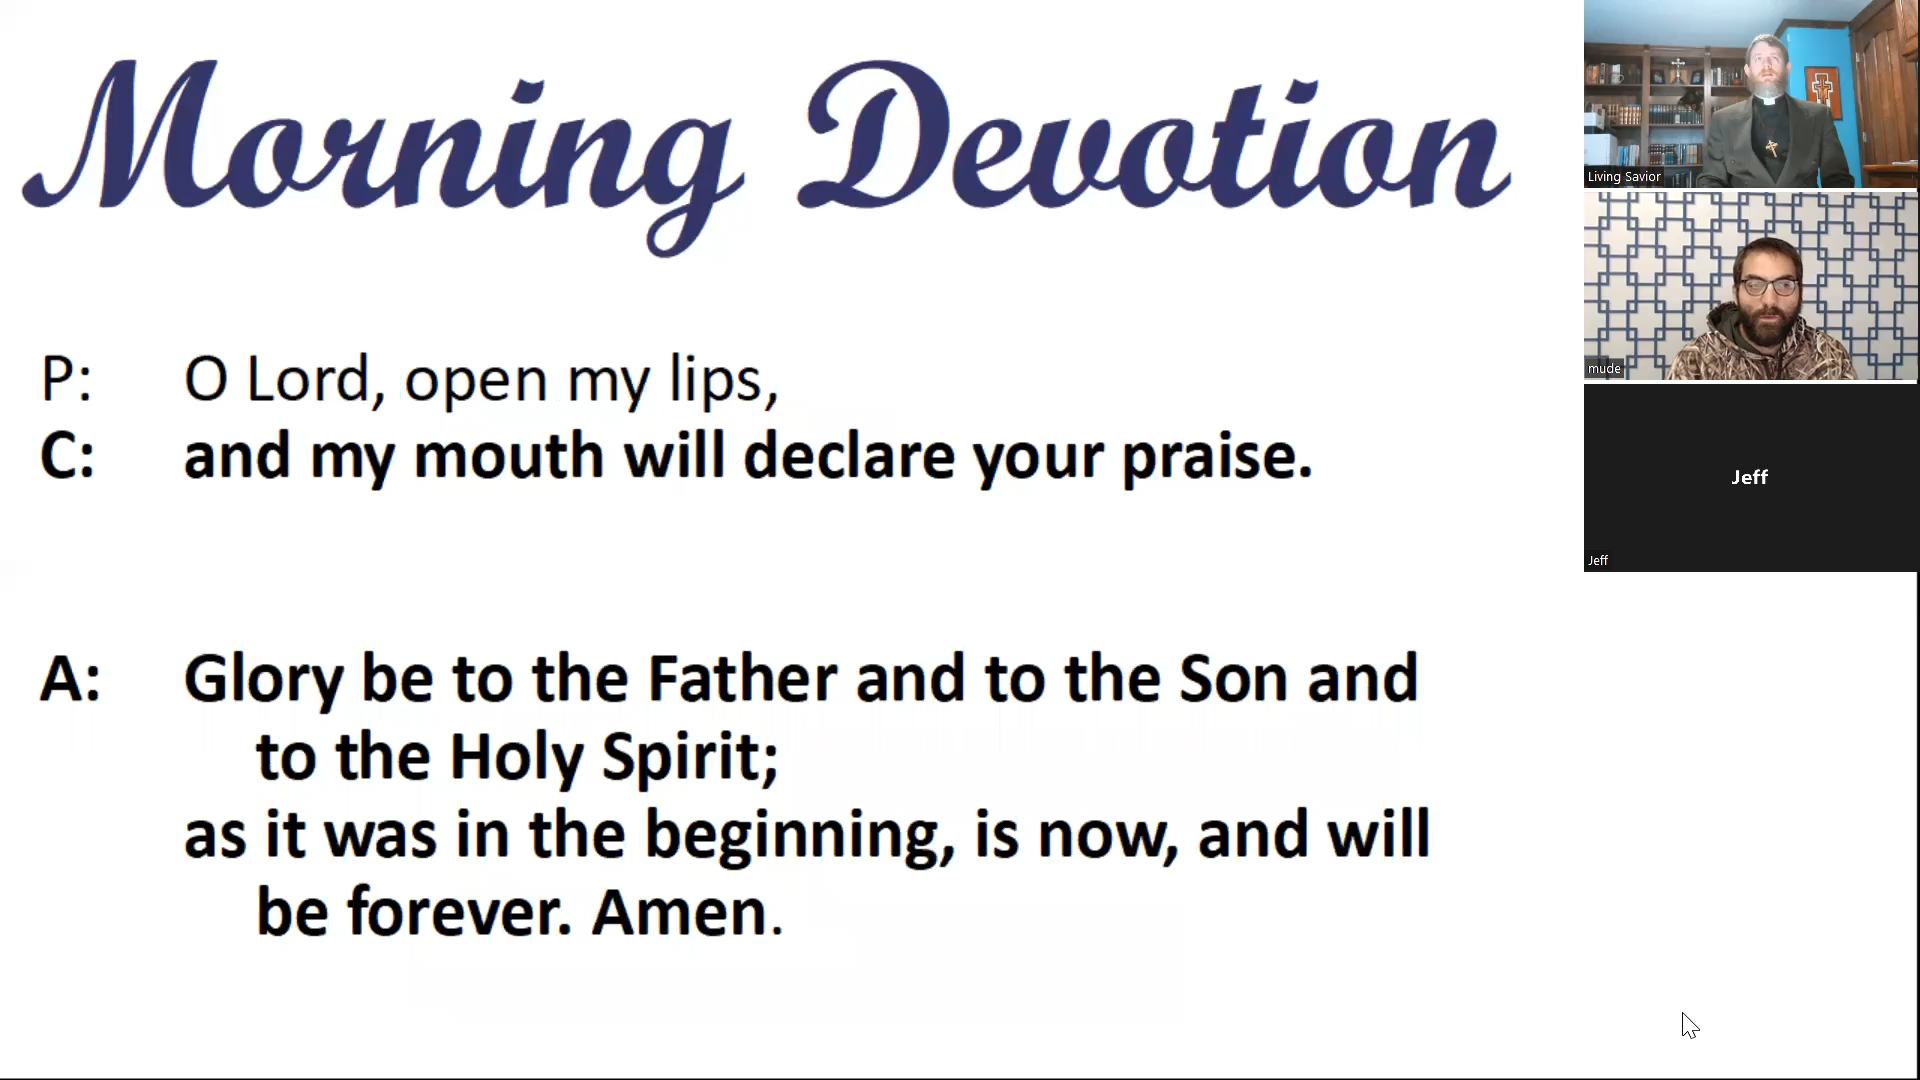 Morning Devotion
P: O Lord, open my lips,
C: and my mouth will declare your praise.
A: Glory be to the Father and to the Son and
to the Holy Spirit;
as it was in the beginning, is now, and will
be forever. Amen.
Living Savior
mude
Jeff
Jeff